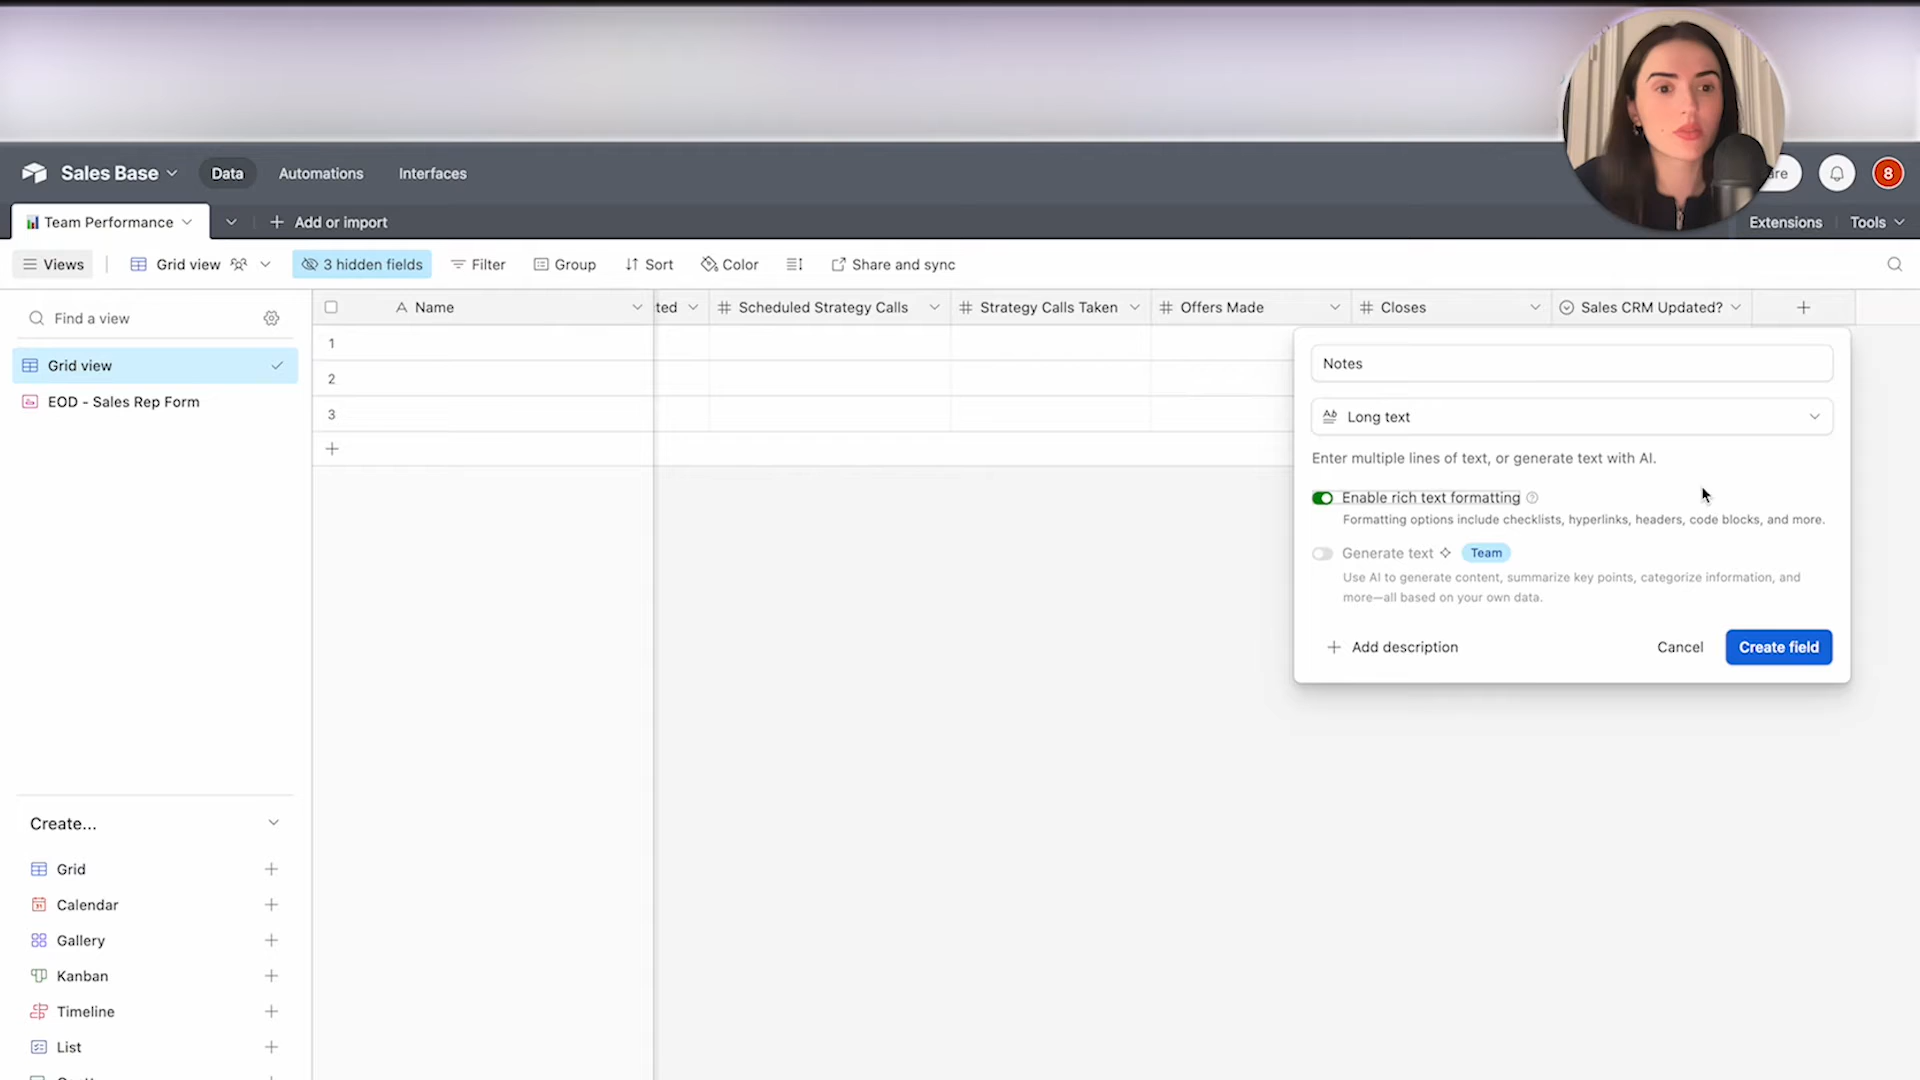 Sales Base
Data
Automations
Interfaces
8
Team Performance
Add or import
Extensions
Tools
Views
Grid view
3 hidden fields
Filter
Group
Sort
Color
Share and sync
Find a view
Name
ted
Scheduled Strategy Calls
Strategy Calls Taken
Offers Made
Closes
Sales CRM Updated?
Grid view
EOD - Sales Rep Form
1
2
3
Notes
Long text
Enter multiple lines of text, or generate text with AI.
Enable rich text formatting
Formatting options include checklists, hyperlinks, headers, code blocks, and more.
Generate text
Team
Use AI to generate content, summarize key points, categorize information, and
more—all based on your own data.
Add description
Cancel
Create field
Create...
Grid
Calendar
Gallery
Kanban
Timeline
List